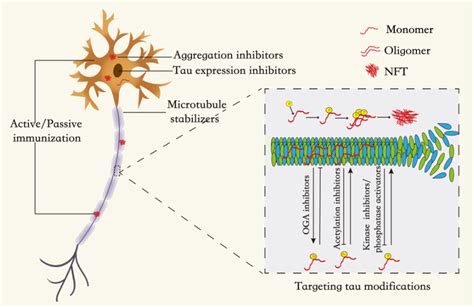 Monomer
Oligomer
NFT
Aggregation inhibitors
Tau expression inhibitors
Microtubule
stabilizers
Active/Passive
immunization
OGA inhibitors
Acetylation inhibitors
Kinase inhibitors/
phosphatase activators
Targeting tau modifications